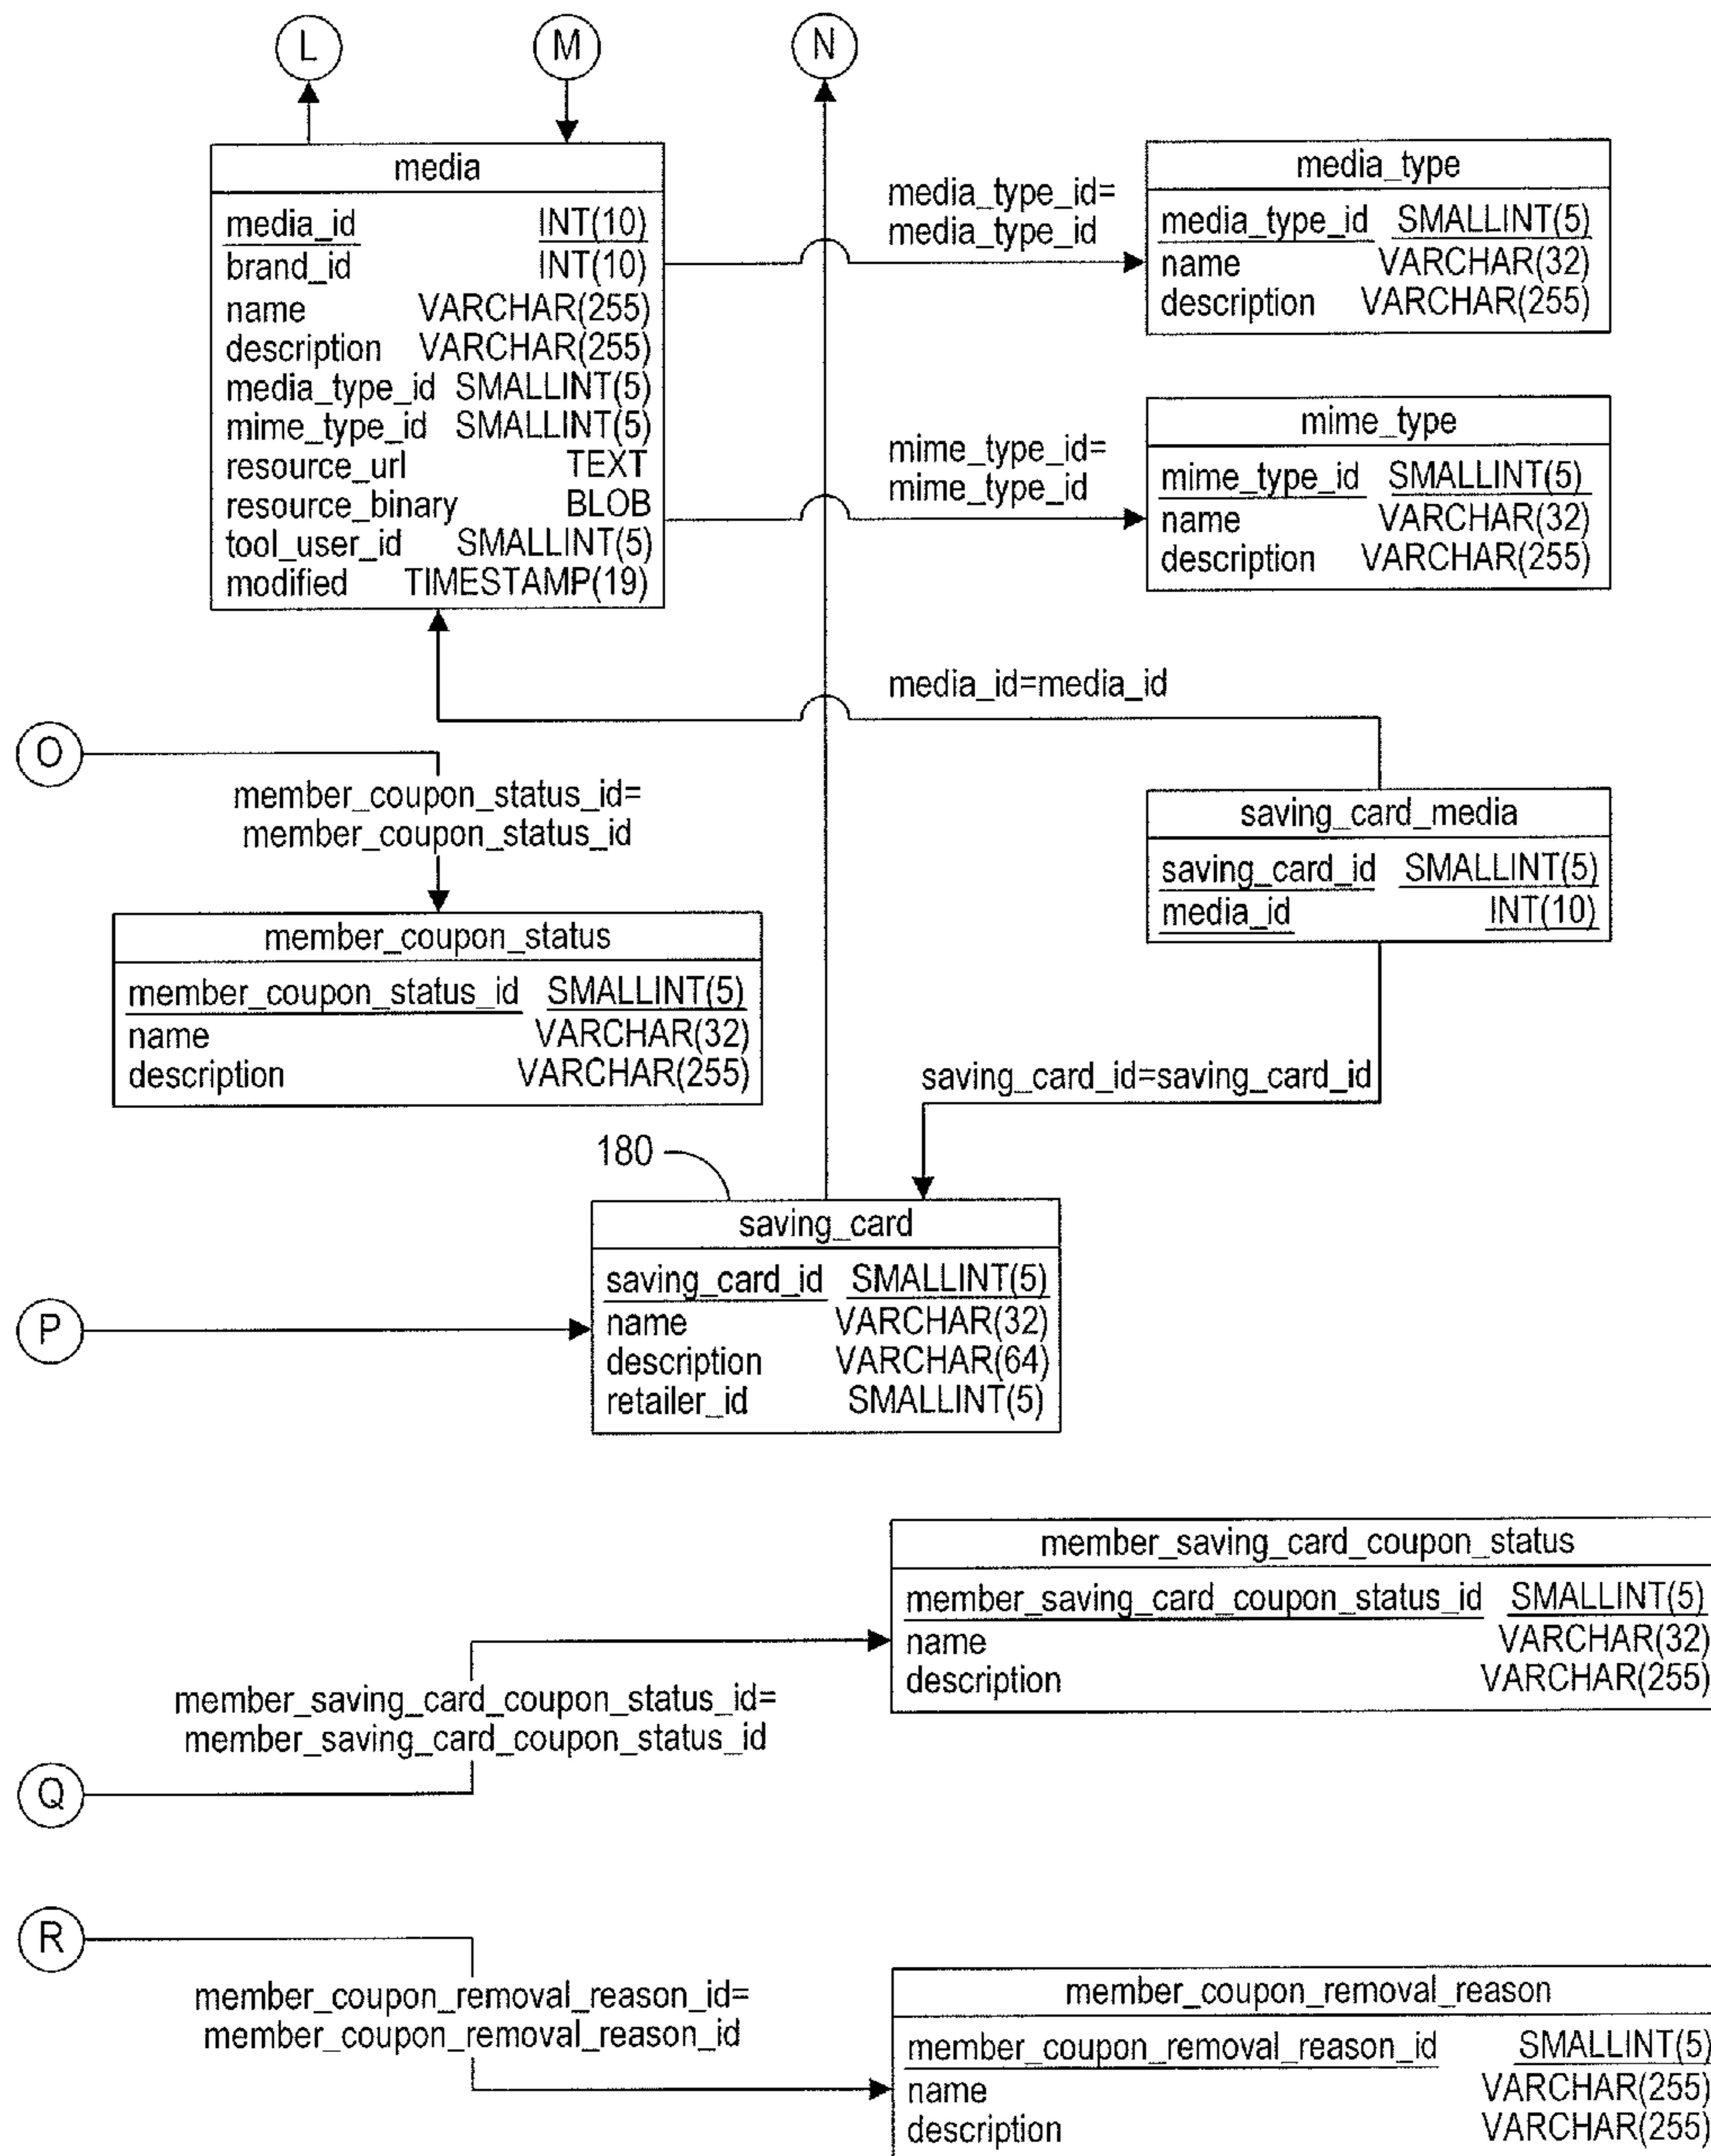 L M N
media
media_id INT(10)
brand_id INT(10)
name VARCHAR(255)
description VARCHAR(255)
media_type_id SMALLINT(5)
mime_type_id SMALLINT(5)
resource_url TEXT
resource_binary BLOB
tool_user_id SMALLINT(5)
modified TIMESTAMP(19)
media_type_id=
media_type_id
media_type
media_type_id SMALLINT(5)
name VARCHAR(32)
description VARCHAR(255)
mime_type_id=
mime_type_id
mime_type
mime_type_id SMALLINT(5)
name VARCHAR(32)
description VARCHAR(255)
media_id=media_id
O
member_coupon_status_id=
member_coupon_status_id
saving_card_media
saving_card_id SMALLINT(5)
media_id INT(10)
member_coupon_status
member_coupon_status_id SMALLINT(5)
name VARCHAR(32)
description VARCHAR(255)
saving_card_id=saving_card_id
180
saving_card
saving_card_id SMALLINT(5)
name VARCHAR(32)
description VARCHAR(64)
retailer_id SMALLINT(5)
P
member_saving_card_coupon_status
member_saving_card_coupon_status_id SMALLINT(5)
name VARCHAR(32)
description VARCHAR(255)
member_saving_card_coupon_status_id=
member_saving_card_coupon_status_id
Q
R
member_coupon_removal_reason_id=
member_coupon_removal_reason_id
member_coupon_removal_reason
member_coupon_removal_reason_id SMALLINT(5)
name VARCHAR(255)
description VARCHAR(255)